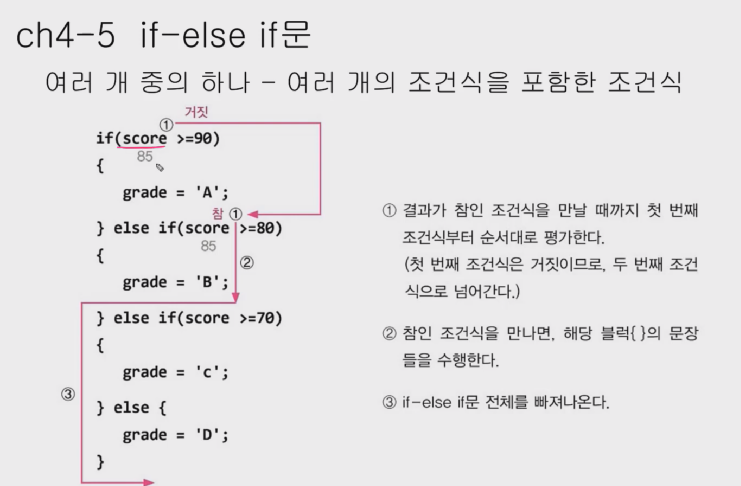 ch4-5 if-else if문
여러 개 중의 하나 - 여러 개의 조건식을 포함한 조건식
거짓
①
if(score >=90)
85
{
grade = 'A';
참 ①
} else if(score >=80)
85
{
②
grade = 'B';
} else if(score >=70)
{
grade = 'c';
③
} else {
grade = 'D';
}
① 결과가 참인 조건식을 만날 때까지 첫 번째
조건식부터 순서대로 평가한다.
(첫 번째 조건식은 거짓이므로, 두 번째 조건
식으로 넘어간다.)
② 참인 조건식을 만나면, 해당 블럭{ }의 문장
들을 수행한다.
③ if-else if문 전체를 빠져나온다.